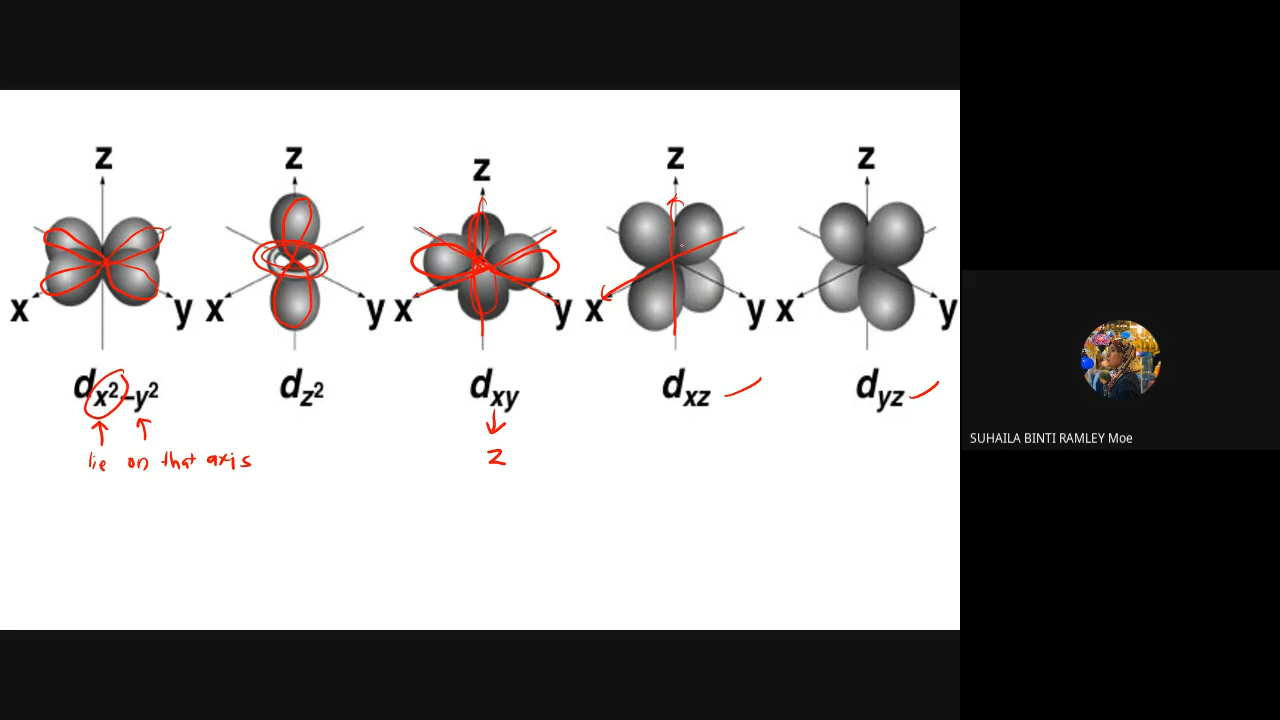 z z z z z
x y x y x y x y x y
dx²-y² dz² dxy dxz dyz
lie on that axis
z
SUHAILA BINTI RAMLEY Moe